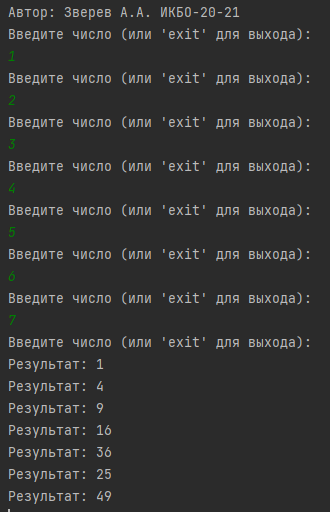 Автор: Зверев А.А. ИКБО-20-21
Введите число (или 'exit' для выхода):
1
Введите число (или 'exit' для выхода):
2
Введите число (или 'exit' для выхода):
3
Введите число (или 'exit' для выхода):
4
Введите число (или 'exit' для выхода):
5
Введите число (или 'exit' для выхода):
6
Введите число (или 'exit' для выхода):
7
Введите число (или 'exit' для выхода):
Результат: 1
Результат: 4
Результат: 9
Результат: 16
Результат: 36
Результат: 25
Результат: 49